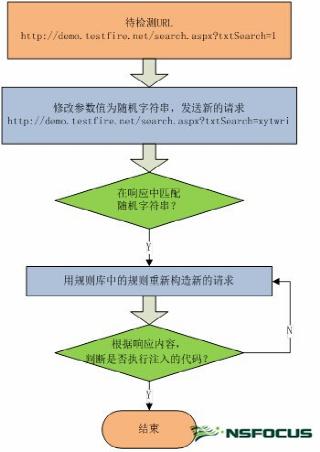 待检测URL
http://demo.testfire.net/search.aspx?txtSearch=1
修改参数值为随机字符串，发送新的请求
http://demo.testfire.net/search.aspx?txtSearch=xytwri
在响应中匹配
随机字符串？
Y
用规则库中的规则重新构造新的请求
N
根据响应内容，
判断是否执行注入的代码？
Y
结束
NSFOCUS